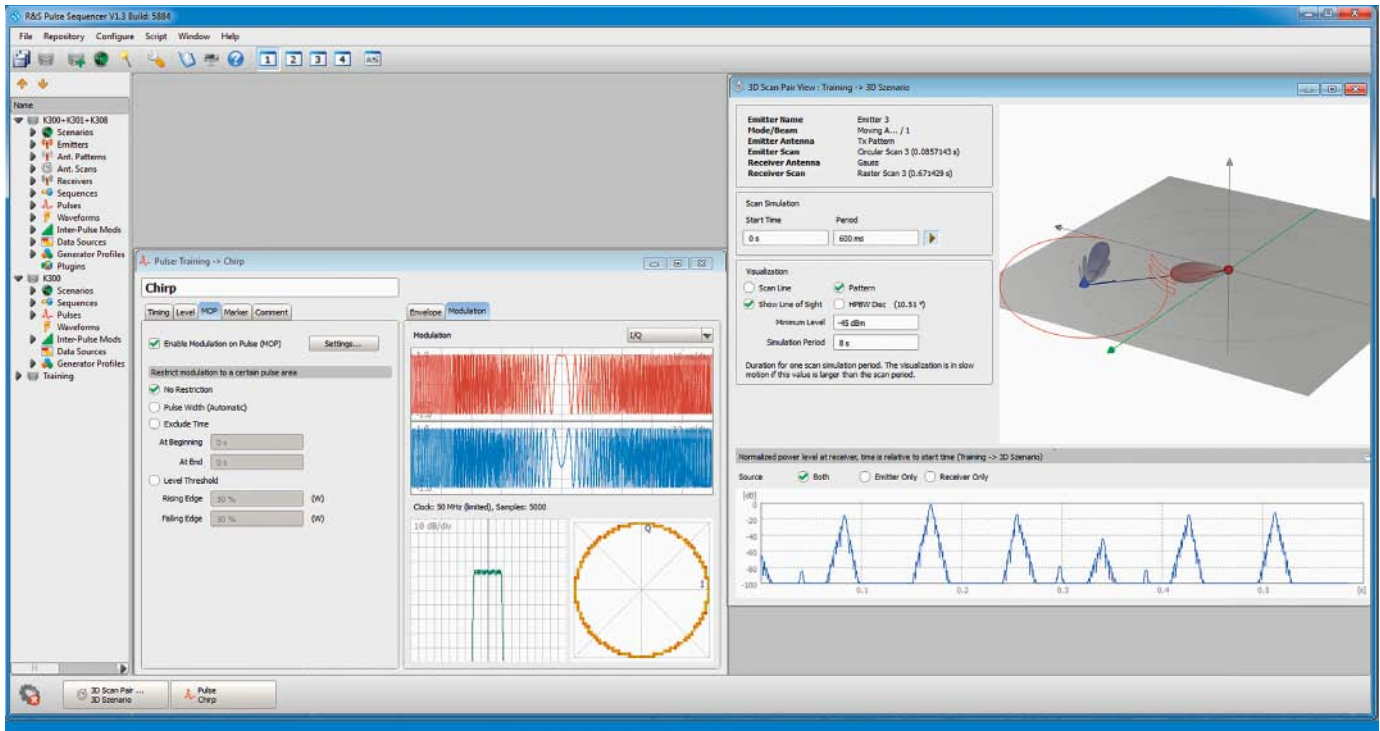 R&S Pulse Sequencer V1.3 Build: 5884
File Repository Configure Script Window Help
1 2 3 4
Name
K300+K301+K308
Scenarios
Emitters
Ant. Patterns
Ant. Scans
Receivers
Sequences
Pulses
Waveforms
Inter-Pulse Mods
Data Sources
Generator Profiles
Plugins
K300
Scenarios
Sequences
Pulses
Waveforms
Inter-Pulse Mods
Data Sources
Generator Profiles
Training
Pulse: Training -> Chirp
Chirp
Timing Level MOP Marker Comment
Enable Modulation on Pulse (MOP) Settings...
Restrict modulation to a certain pulse area
No Restriction
Pulse Width (Automatic)
Exclude Time
At Beginning 0 s
At End 0 s
Level Threshold
Rising Edge 50 % (W)
Falling Edge 50 % (W)
Envelope Modulation
Modulation I/Q
Clock: 50 MHz (limited), Samples: 5000
10 dB/div
Q
I
3D Scan Pair View : Training -> 3D Szenario
Emitter Name Emitter 3
Mode/Beam Moving A... / 1
Emitter Antenna Tx Pattern
Emitter Scan Circular Scan 3 (0.0857143 s)
Receiver Antenna Gauss
Receiver Scan Raster Scan 3 (0.671429 s)
Scan Simulation
Start Time Period
0 s 600 ms
Visualization
Scan Line Pattern
Show Line of Sight HPBW Disc (10.51 °)
Minimum Level -45 dBm
Simulation Period 8 s
Duration for one scan simulation period. The visualization is in slow
motion if this value is larger than the scan period.
Normalized power level at receiver, time is relative to start time (Training -> 3D Szenario)
Source Both Emitter Only Receiver Only
[dB]
0
-20
-40
-60
-80
-100
0.1 0.2 0.3 0.4 0.5 [s]
3D Scan Pair ...
3D Szenario
Pulse
Chirp